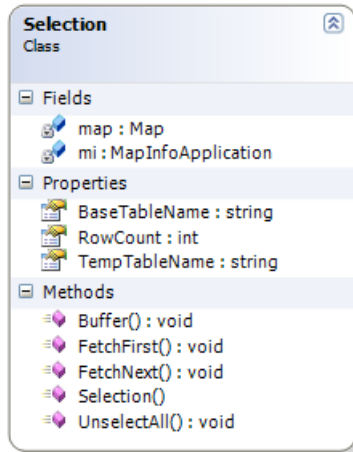 Selection
Class
Fields
map : Map
mi : MapInfoApplication
Properties
BaseTableName : string
RowCount : int
TempTableName : string
Methods
Buffer() : void
FetchFirst() : void
FetchNext() : void
Selection()
UnselectAll() : void